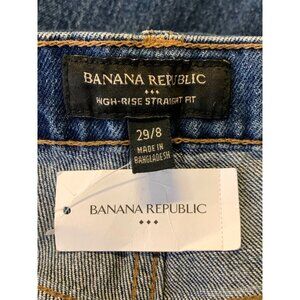 BANANA REPUBLIC
HIGH-RISE STRAIGHT FIT
29/8
MADE IN
BANGLADESH
BANANA REPUBLIC